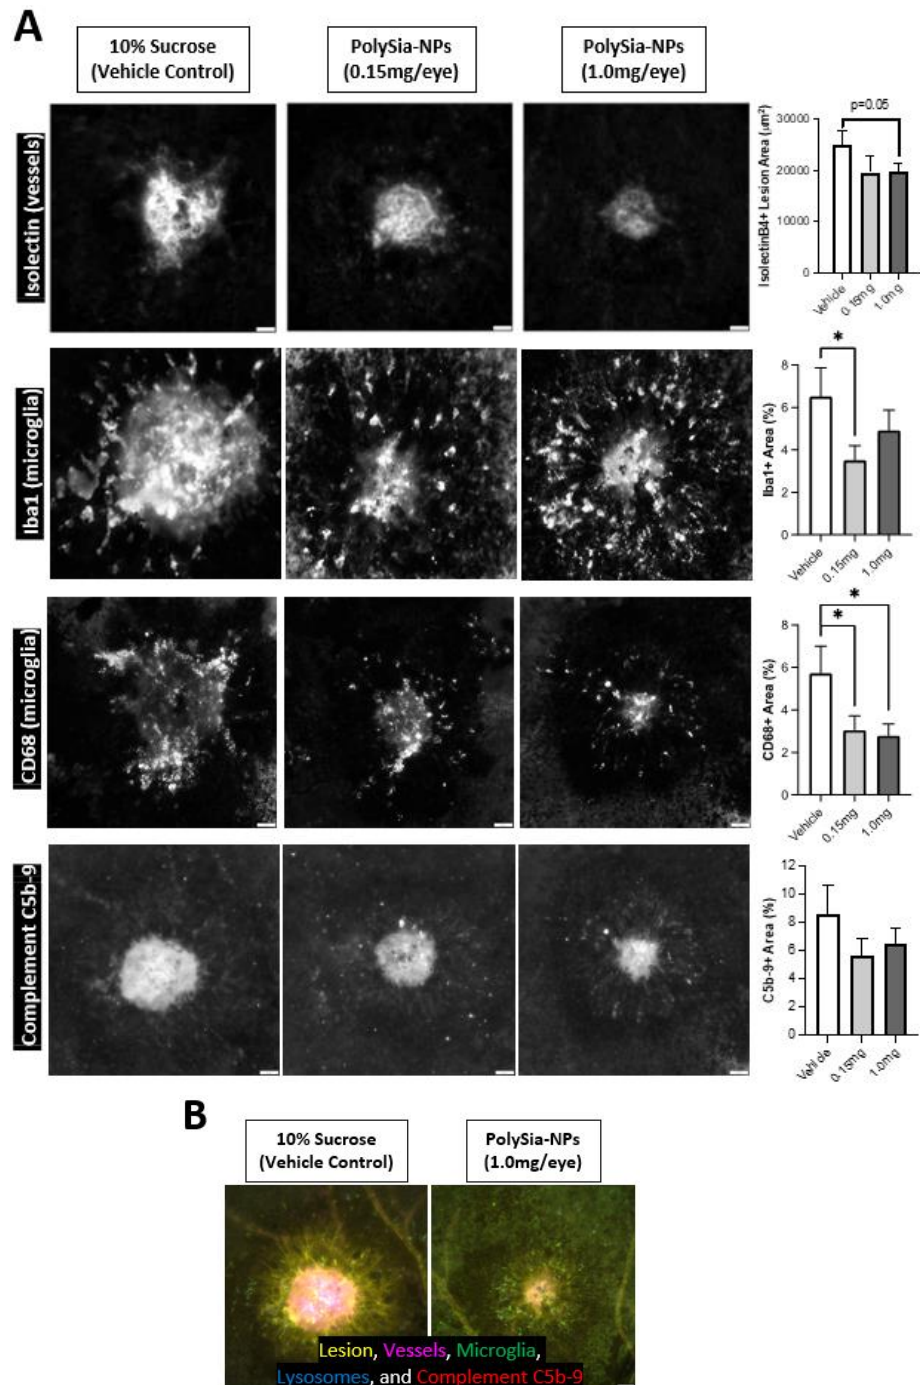 A
10% Sucrose
(Vehicle Control)
PolySia-NPs
(0.15mg/eye)
PolySia-NPs
(1.0mg/eye)
Isolectin (vessels)
IsolectinB4+ Lesion Area (µm²)
30000
20000
10000
0
p=0.05
Vehicle
0.15mg
1.0mg
Iba1 (microglia)
Iba1+ Area (%)
8
6
4
2
0
*
Vehicle
0.15mg
1.0mg
CD68 (microglia)
CD68+ Area (%)
8
6
4
2
0
*
*
Vehicle
0.15mg
1.0mg
Complement C5b-9
C5b-9+ Area (%)
12
10
8
6
4
2
0
Vehicle
0.15mg
1.0mg
B
10% Sucrose
(Vehicle Control)
PolySia-NPs
(1.0mg/eye)
Lesion, Vessels, Microglia,
Lysosomes, and Complement C5b-9